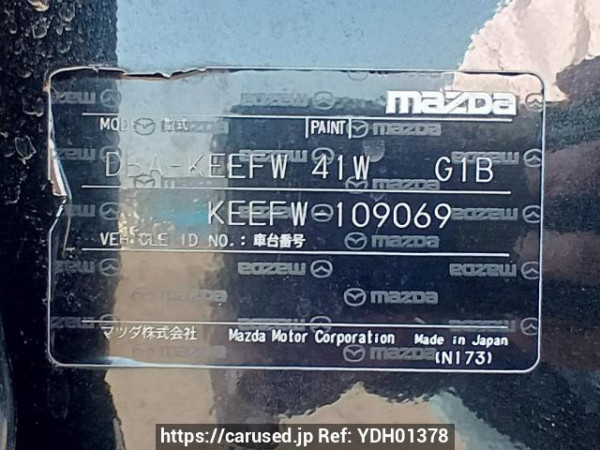 mazda
MODEL 型式 PAINT
DBA-KEEFW 41W G1B
KEEFW-109069
VEHICLE ID NO.: 車台番号
マツダ株式会社 Mazda Motor Corporation Made in Japan
(N173)
https://carused.jp Ref: YDH01378